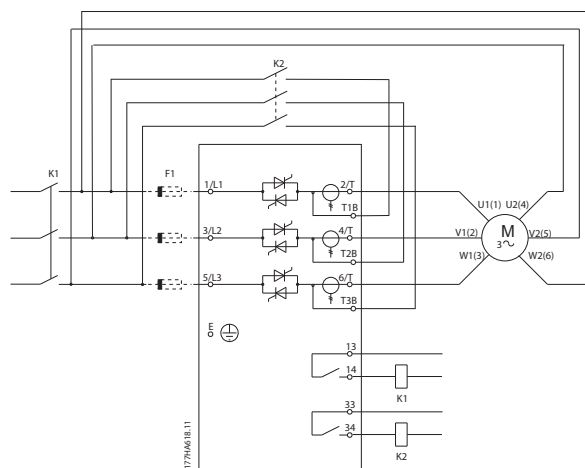 K2
K1
F1
1/L1
2/T
T1B
3/L2
4/T
T2B
5/L3
6/T
T3B
U1(1) U2(4)
V1(2)
M
3~
V2(5)
W1(3)
W2(6)
E
13
14
K1
33
34
K2
177HA618.11